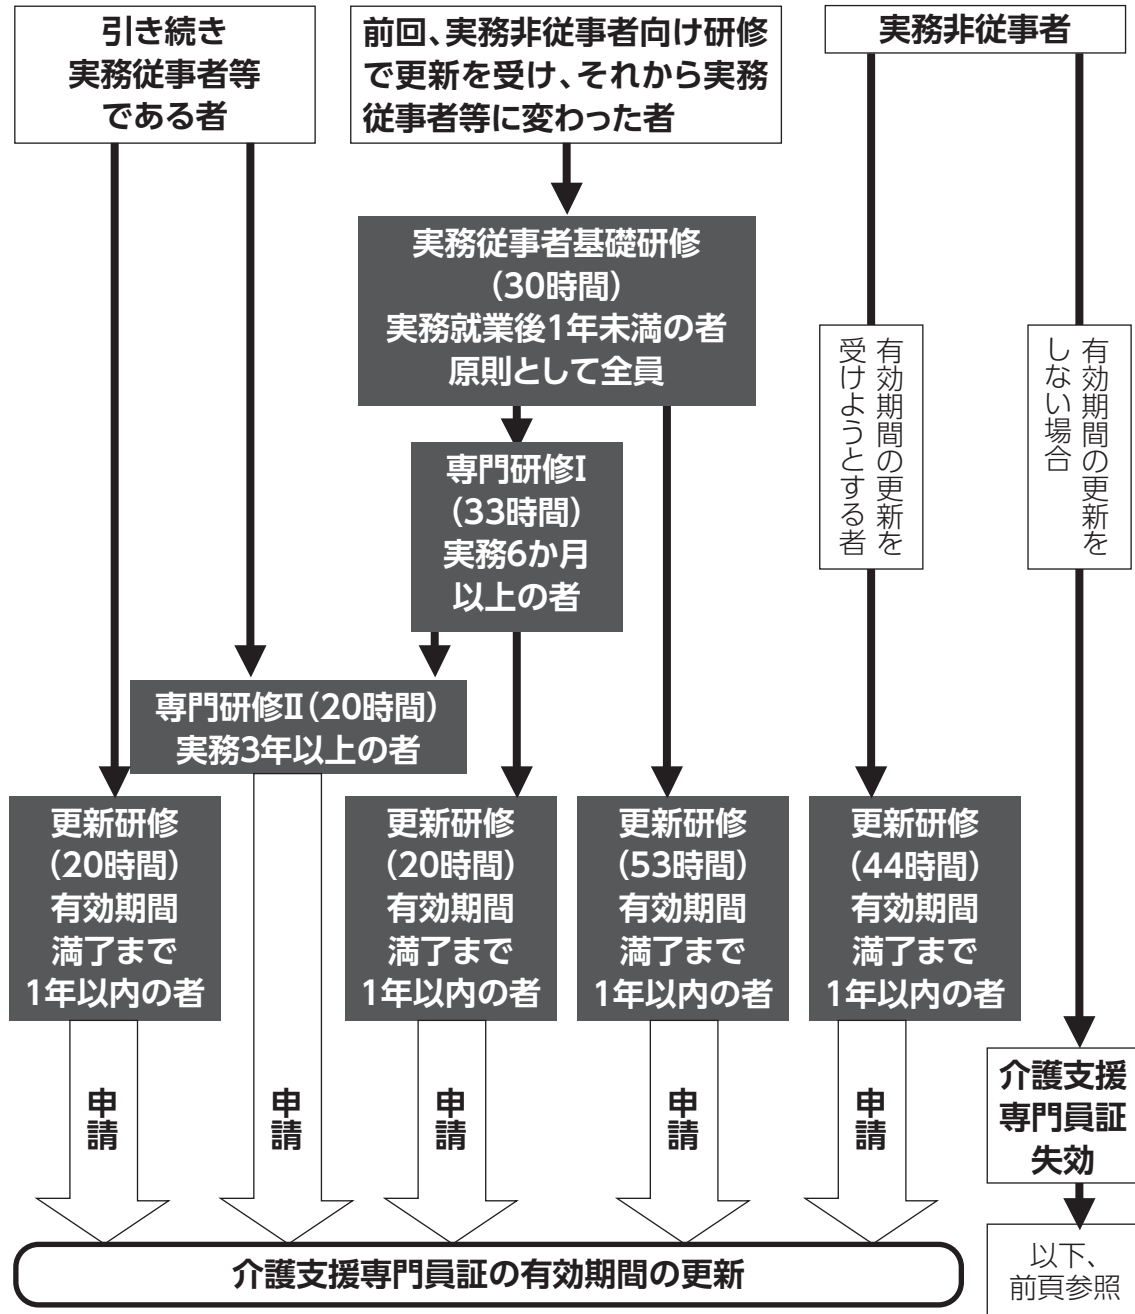 引き続き
実務従事者等
である者
前回、実務非従事者向け研修
で更新を受け、それから実務
従事者等に変わった者
実務非従事者
実務従事者基礎研修
(30時間)
実務就業後1年未満の者
原則として全員
有効期間の更新を
受けようとする者
有効期間の更新を
しない場合
専門研修Ⅰ
(33時間)
実務6か月
以上の者
専門研修Ⅱ(20時間)
実務3年以上の者
更新研修
(20時間)
有効期間
満了まで
1年以内の者
更新研修
(20時間)
有効期間
満了まで
1年以内の者
更新研修
(53時間)
有効期間
満了まで
1年以内の者
更新研修
(44時間)
有効期間
満了まで
1年以内の者
申請
申請
申請
申請
申請
介護支援
専門員証
失効
介護支援専門員証の有効期間の更新
以下、
前頁参照